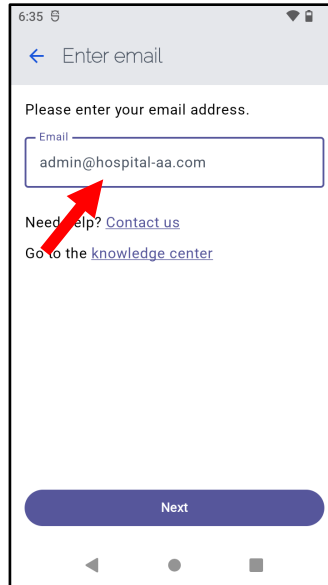 6:35
Enter email
Please enter your email address.
Email
admin@hospital-aa.com
Need help? Contact us
Go to the knowledge center
Next